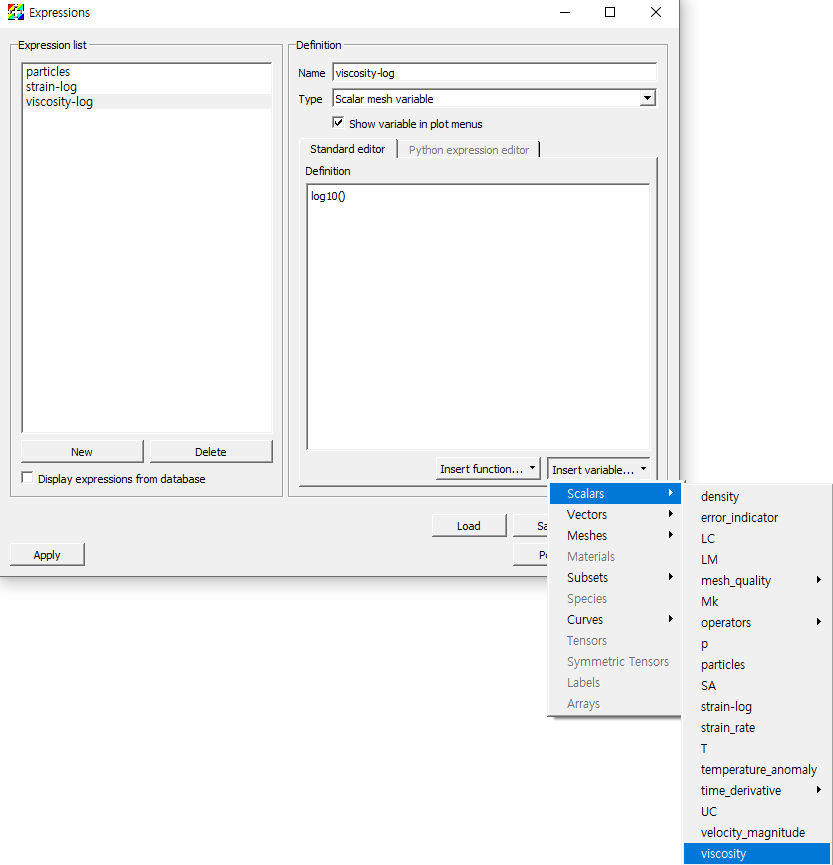 Expressions
Expression list
particles
strain-log
viscosity-log
New
Delete
Display expressions from database
Definition
Name
viscosity-log
Type
Scalar mesh variable
Show variable in plot menus
Standard editor
Python expression editor
Definition
log10()
Insert function...
Insert variable...
Load
Sa
Apply
Po
Scalars
Vectors
Meshes
Materials
Subsets
Species
Curves
Tensors
Symmetric Tensors
Labels
Arrays
density
error_indicator
LC
LM
mesh_quality
Mk
operators
p
particles
SA
strain-log
strain_rate
T
temperature_anomaly
time_derivative
UC
velocity_magnitude
viscosity